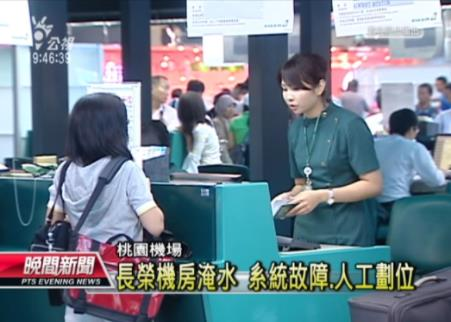 公視
9:46:39
桃園機場
晚間新聞
PTS EVENING NEWS
長榮機房淹水 系統故障.人工劃位